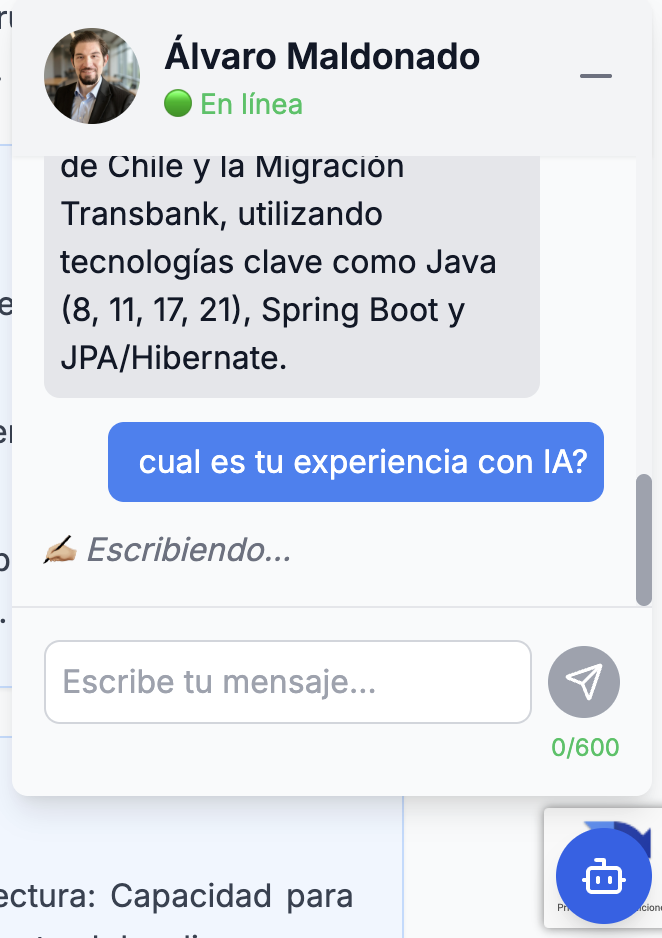 Álvaro Maldonado
En línea
de Chile y la Migración
Transbank, utilizando
tecnologías clave como Java
(8, 11, 17, 21), Spring Boot y
JPA/Hibernate.
cual es tu experiencia con IA?
Escribiendo...
Escribe tu mensaje...
0/600
ectura: Capacidad para